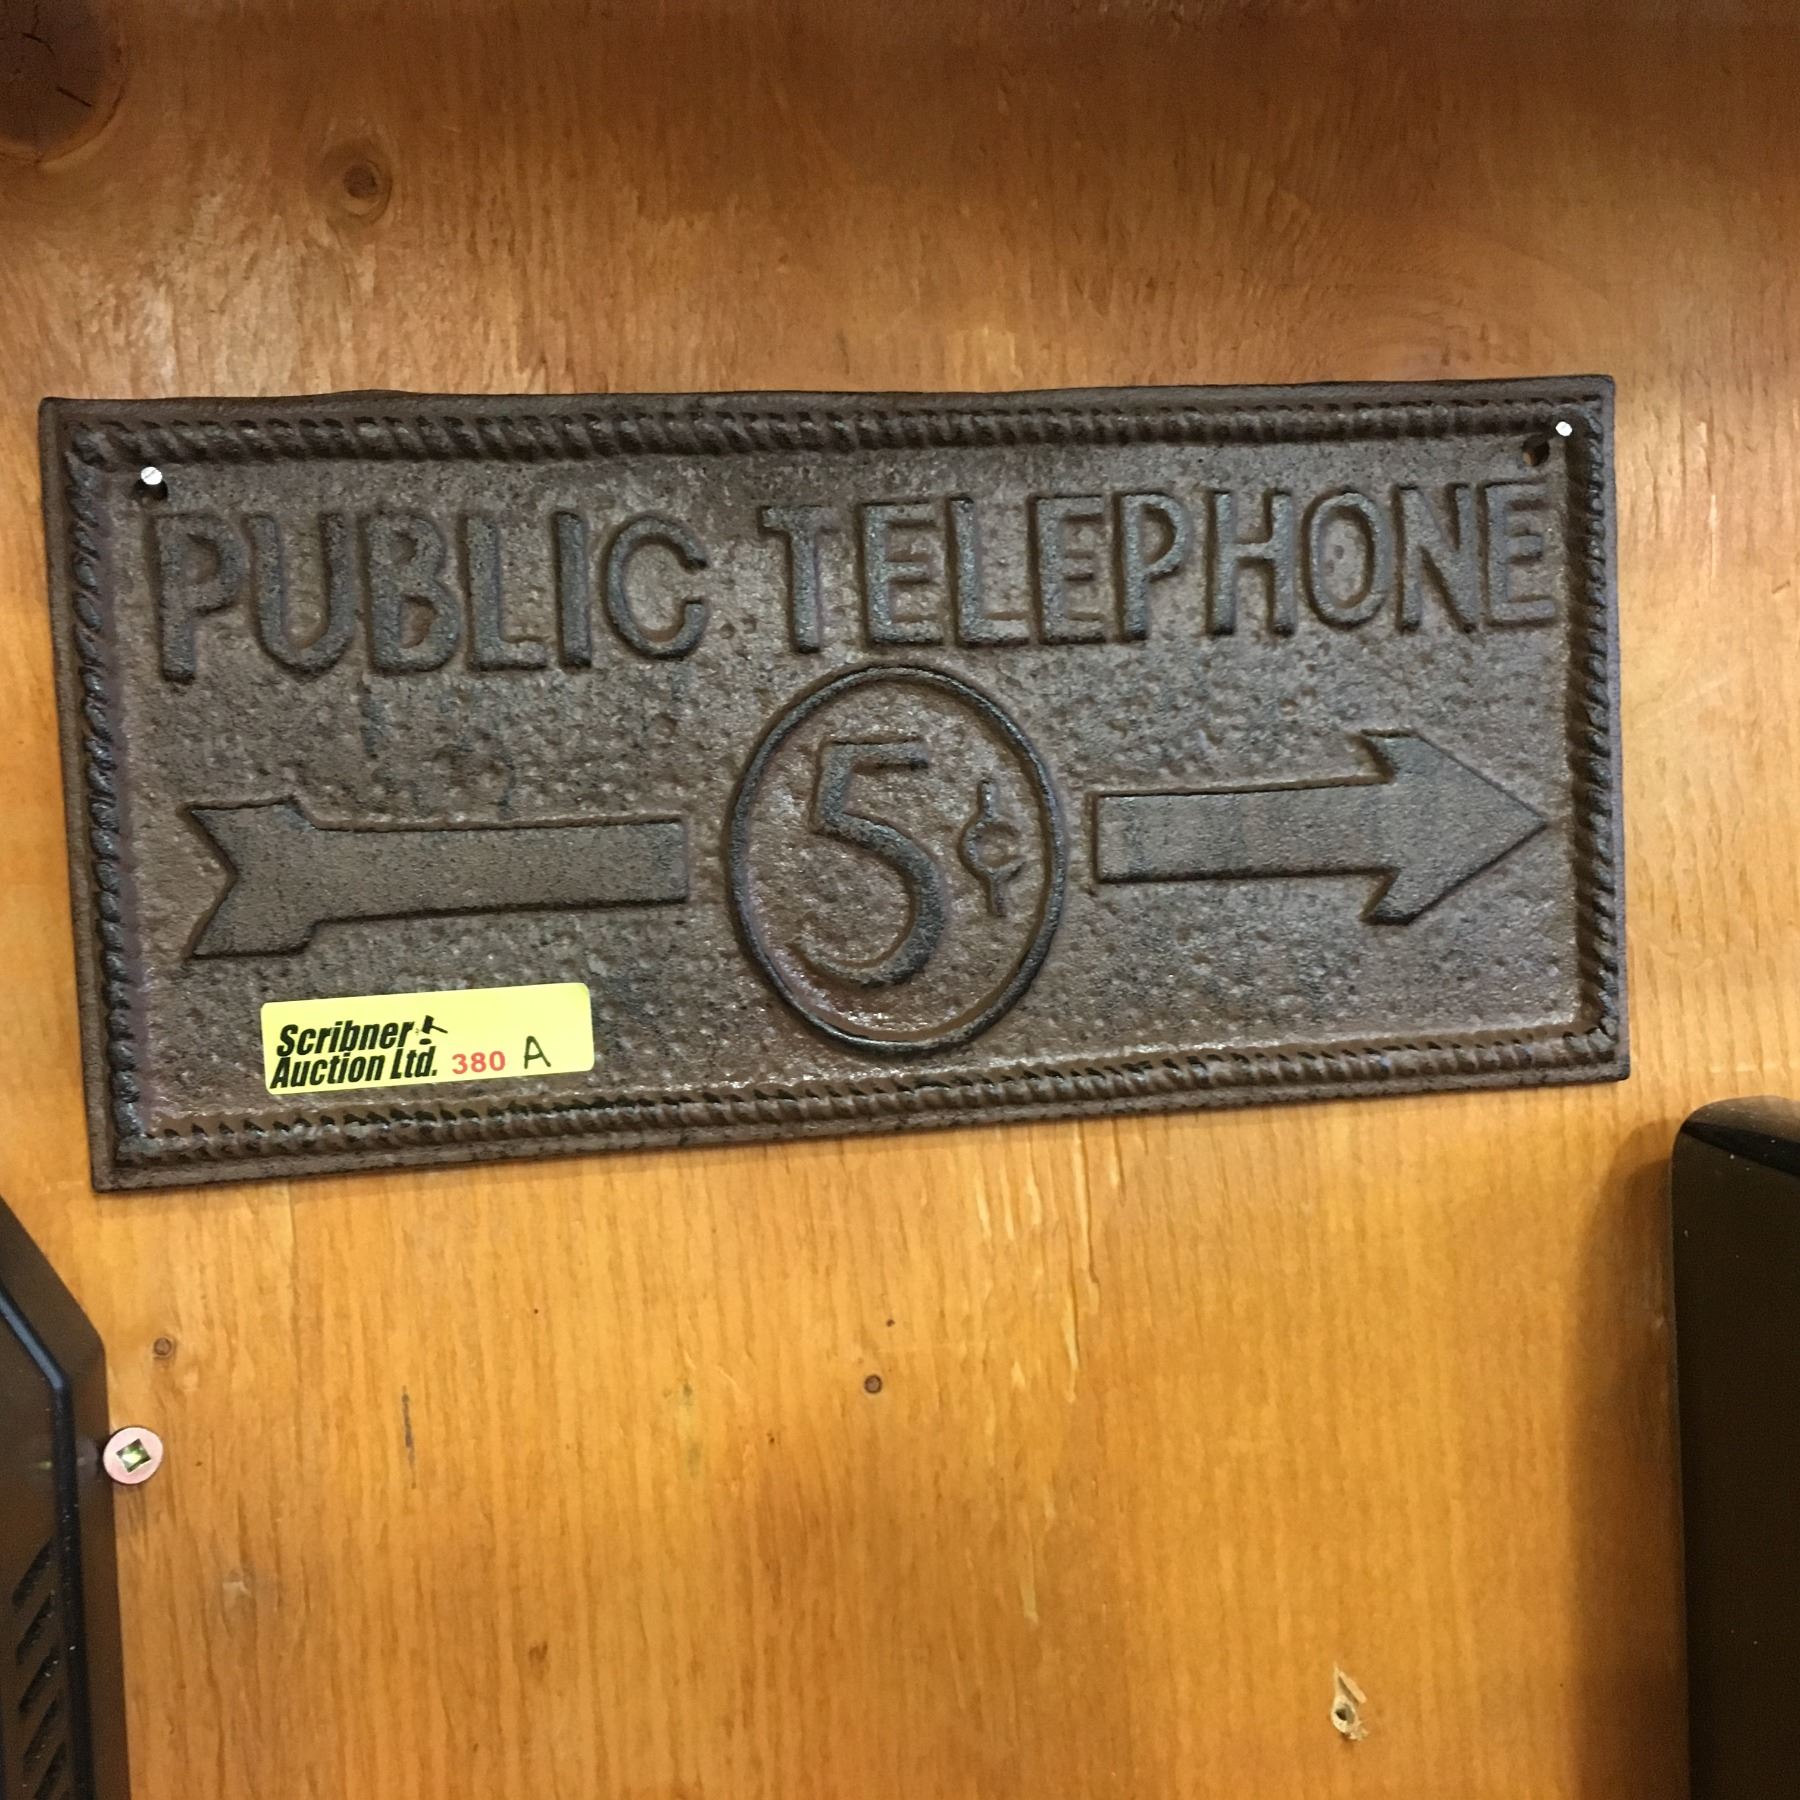 PUBLIC TELEPHONE
5¢
Scribner
Auction Ltd. 380 A